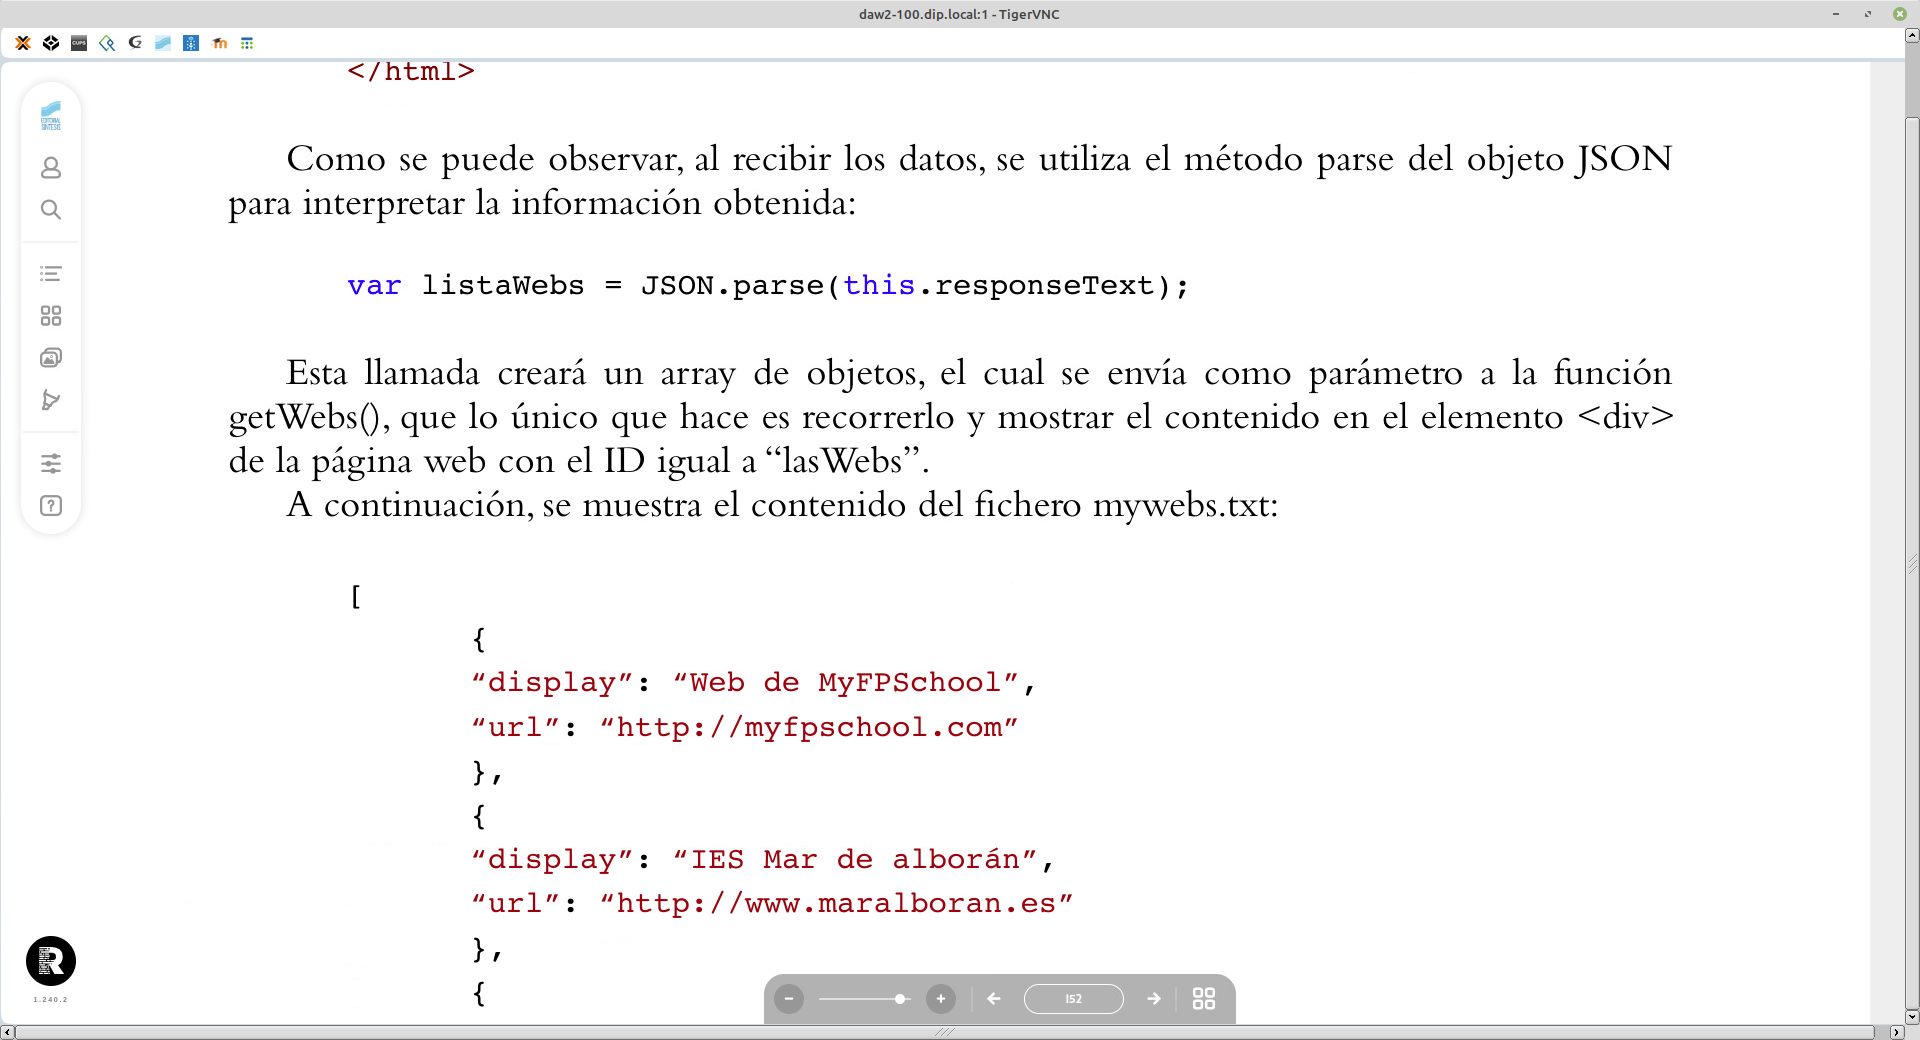 daw2-100.dip.local:1 - TigerVNC
CUPS
</html>
EDITORIAL
SÍNTESIS
Como se puede observar, al recibir los datos, se utiliza el método parse del objeto JSON
para interpretar la información obtenida:
var listaWebs = JSON.parse(this.responseText);
Esta llamada creará un array de objetos, el cual se envía como parámetro a la función
getWebs(), que lo único que hace es recorrerlo y mostrar el contenido en el elemento <div>
de la página web con el ID igual a “lasWebs”.
A continuación, se muestra el contenido del fichero mywebs.txt:
[
{
“display”: “Web de MyFPSchool”,
“url”: “http://myfpschool.com”
},
{
“display”: “IES Mar de alborán”,
“url”: “http://www.maralboran.es”
},
{
R
1.240.2
152